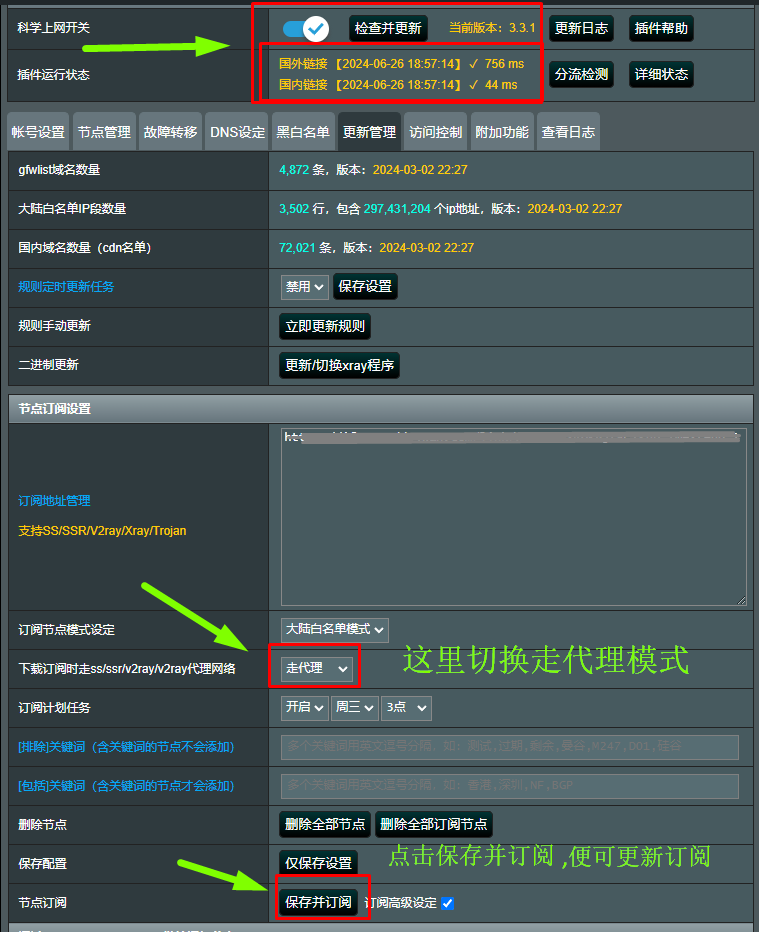 科学上网开关 检查并更新 当前版本：3.3.1 更新日志 插件帮助
插件运行状态 国外链接 【2024-06-26 18:57:14】 ✓ 756 ms
国内链接 【2024-06-26 18:57:14】 ✓ 44 ms 分流检测 详细状态
帐号设置 节点管理 故障转移 DNS设定 黑白名单 更新管理 访问控制 附加功能 查看日志
gfwlist域名数量 4,872 条，版本：2024-03-02 22:27
大陆白名单IP段数量 3,502 行，包含 297,431,204 个ip地址，版本：2024-03-02 22:27
国内域名数量（cdn名单） 72,021 条，版本：2024-03-02 22:27
规则定时更新任务 禁用 保存设置
规则手动更新 立即更新规则
二进制更新 更新/切换xray程序
节点订阅设置
订阅地址管理
支持SS/SSR/V2ray/Xray/Trojan
订阅节点模式设定 大陆白名单模式
下载订阅时走ss/ssr/v2ray/v2ray代理网络 走代理 这里切换走代理模式
订阅计划任务 开启 周三 3点
[排除]关键词（含关键词的节点不会添加） 多个关键词用英文逗号分隔，如：测试,过期,剩余,曼谷,M247,D01,硅谷
[包括]关键词（含关键词的节点才会添加） 多个关键词用英文逗号分隔，如：香港,深圳,NF,BGP
删除节点 删除全部节点 删除全部订阅节点
保存配置 仅保存设置 点击保存并订阅 ,便可更新订阅
节点订阅 保存并订阅 订阅高级设定